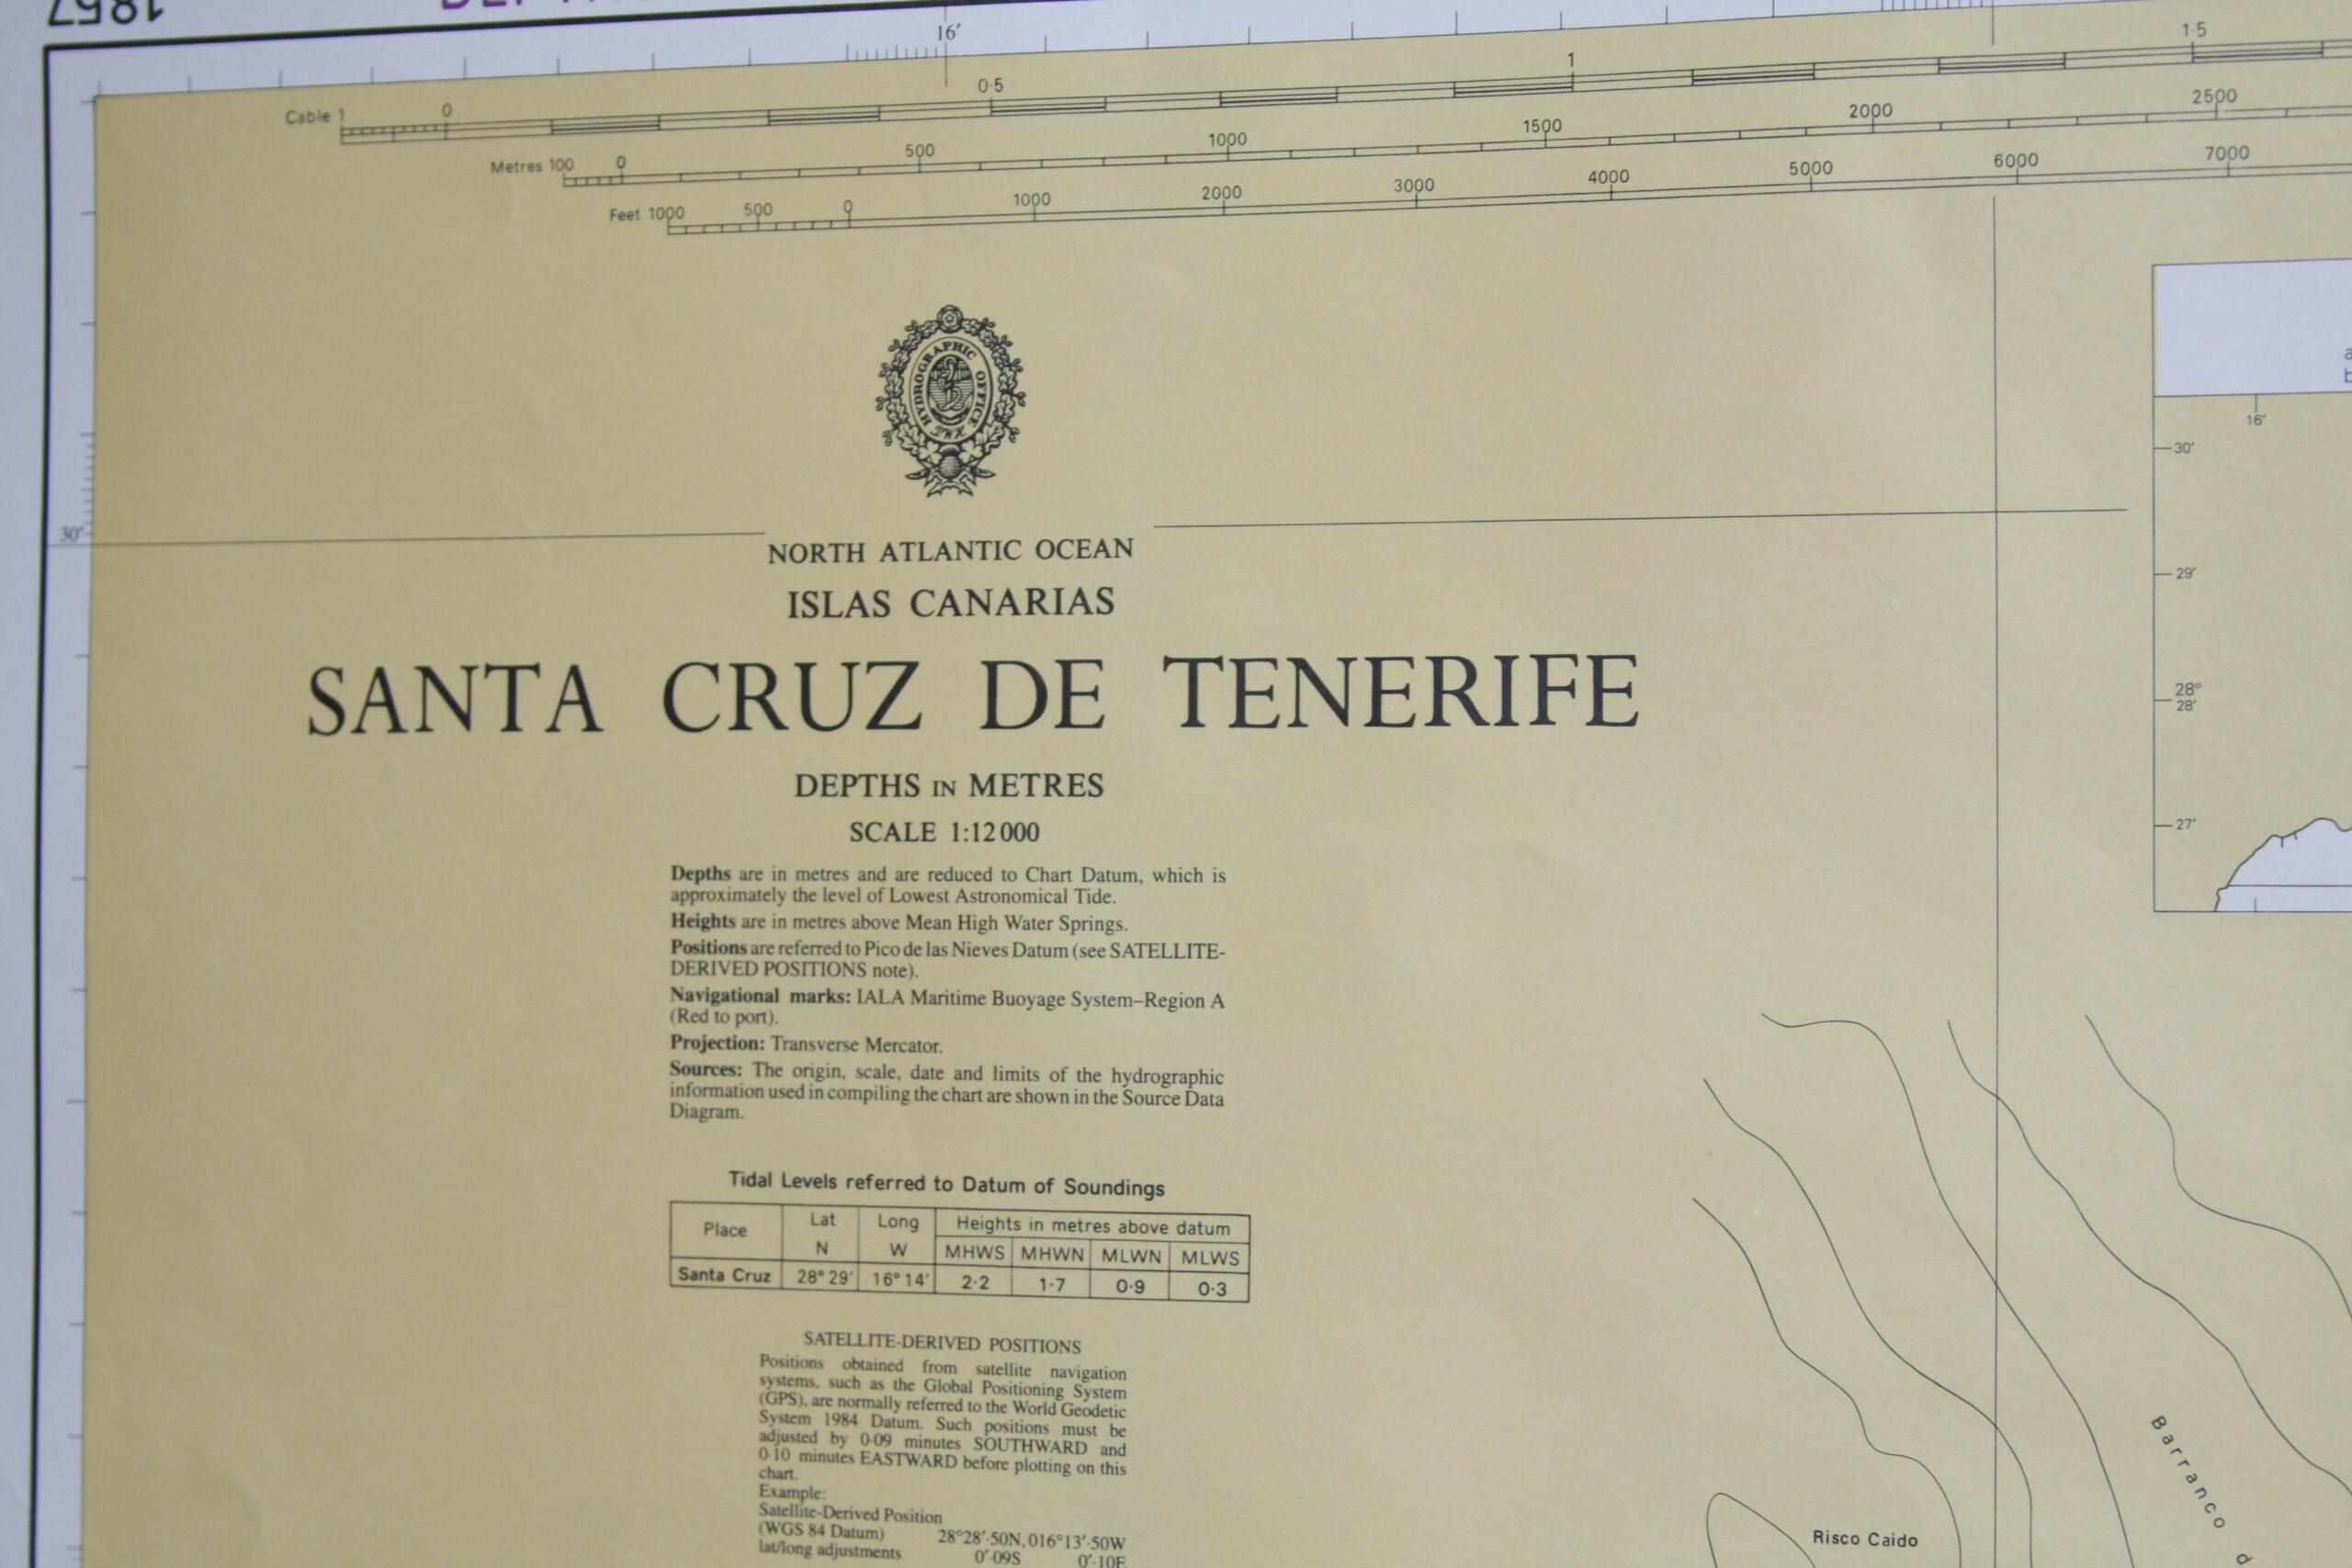 1857
16′
0·5
1
1·5
Cable 1 0
Metres 100 0 500 1000 1500 2000 2500
Feet 1000 500 0 1000 2000 3000 4000 5000 6000 7000
HYDROGRAPHIC OFFICE
30′
NORTH ATLANTIC OCEAN
ISLAS CANARIAS
SANTA CRUZ DE TENERIFE
DEPTHS IN METRES
SCALE 1:12 000
Depths are in metres and are reduced to Chart Datum, which is
approximately the level of Lowest Astronomical Tide.
Heights are in metres above Mean High Water Springs.
Positions are referred to Pico de las Nieves Datum (see SATELLITE-
DERIVED POSITIONS note).
Navigational marks: IALA Maritime Buoyage System–Region A
(Red to port).
Projection: Transverse Mercator.
Sources: The origin, scale, date and limits of the hydrographic
information used in compiling the chart are shown in the Source Data
Diagram.
Tidal Levels referred to Datum of Soundings
Place Lat N Long W Heights in metres above datum
MHWS MHWN MLWN MLWS
Santa Cruz 28° 29′ 16° 14′ 2·2 1·7 0·9 0·3
SATELLITE-DERIVED POSITIONS
Positions obtained from satellite navigation
systems, such as the Global Positioning System
(GPS), are normally referred to the World Geodetic
System 1984 Datum. Such positions must be
adjusted by 0·09 minutes SOUTHWARD and
0·10 minutes EASTWARD before plotting on this
chart.
Example:
Satellite-Derived Position
(WGS 84 Datum) 28°28′·50N, 016°13′·50W
lat/long adjustments 0′·09S 0′·10E
a
b
16′
30′
29′
28°
28′
27′
Barranco d
Risco Caido